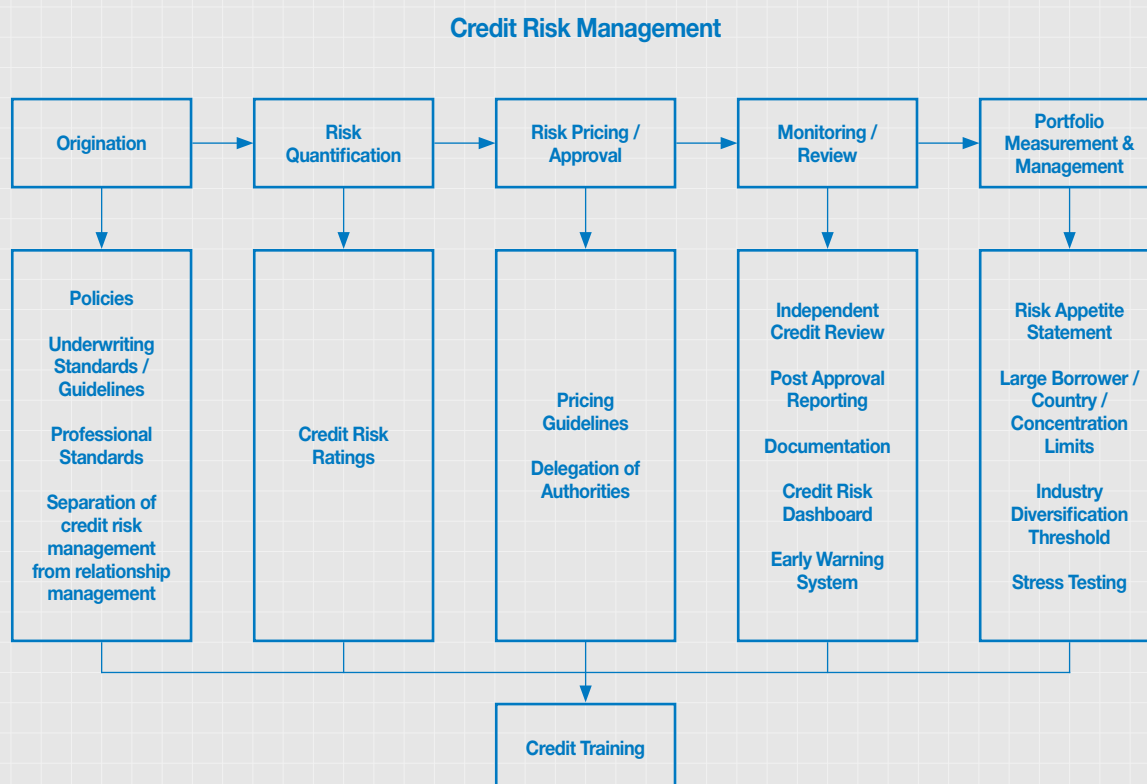 Credit Risk Management
Origination
Risk
Quantification
Risk Pricing /
Approval
Monitoring /
Review
Portfolio
Measurement &
Management
Policies
Underwriting
Standards /
Guidelines
Professional
Standards
Separation of
credit risk
management
from relationship
management
Credit Risk
Ratings
Pricing
Guidelines
Delegation of
Authorities
Independent
Credit Review
Post Approval
Reporting
Documentation
Credit Risk
Dashboard
Early Warning
System
Risk Appetite
Statement
Large Borrower /
Country /
Concentration
Limits
Industry
Diversification
Threshold
Stress Testing
Credit Training